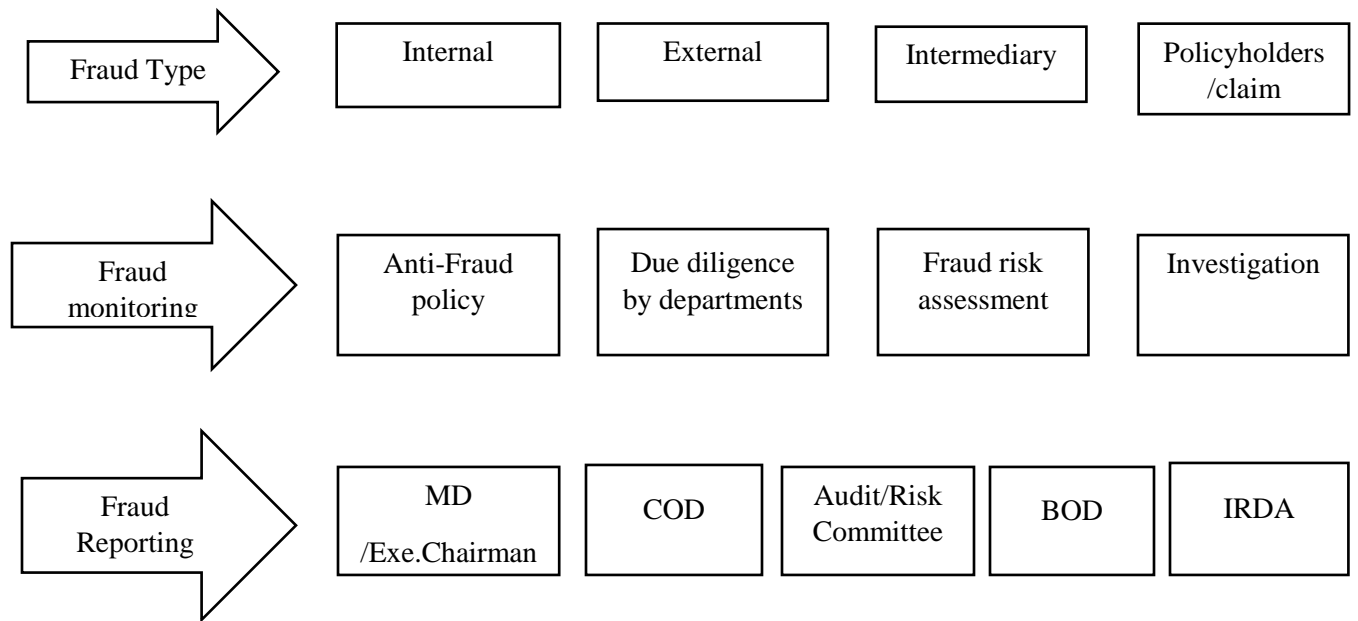 Fraud Type
Internal
External
Intermediary
Policyholders
/claim
Fraud
monitoring
Anti-Fraud
policy
Due diligence
by departments
Fraud risk
assessment
Investigation
Fraud
Reporting
MD
/Exe.Chairman
COD
Audit/Risk
Committee
BOD
IRDA